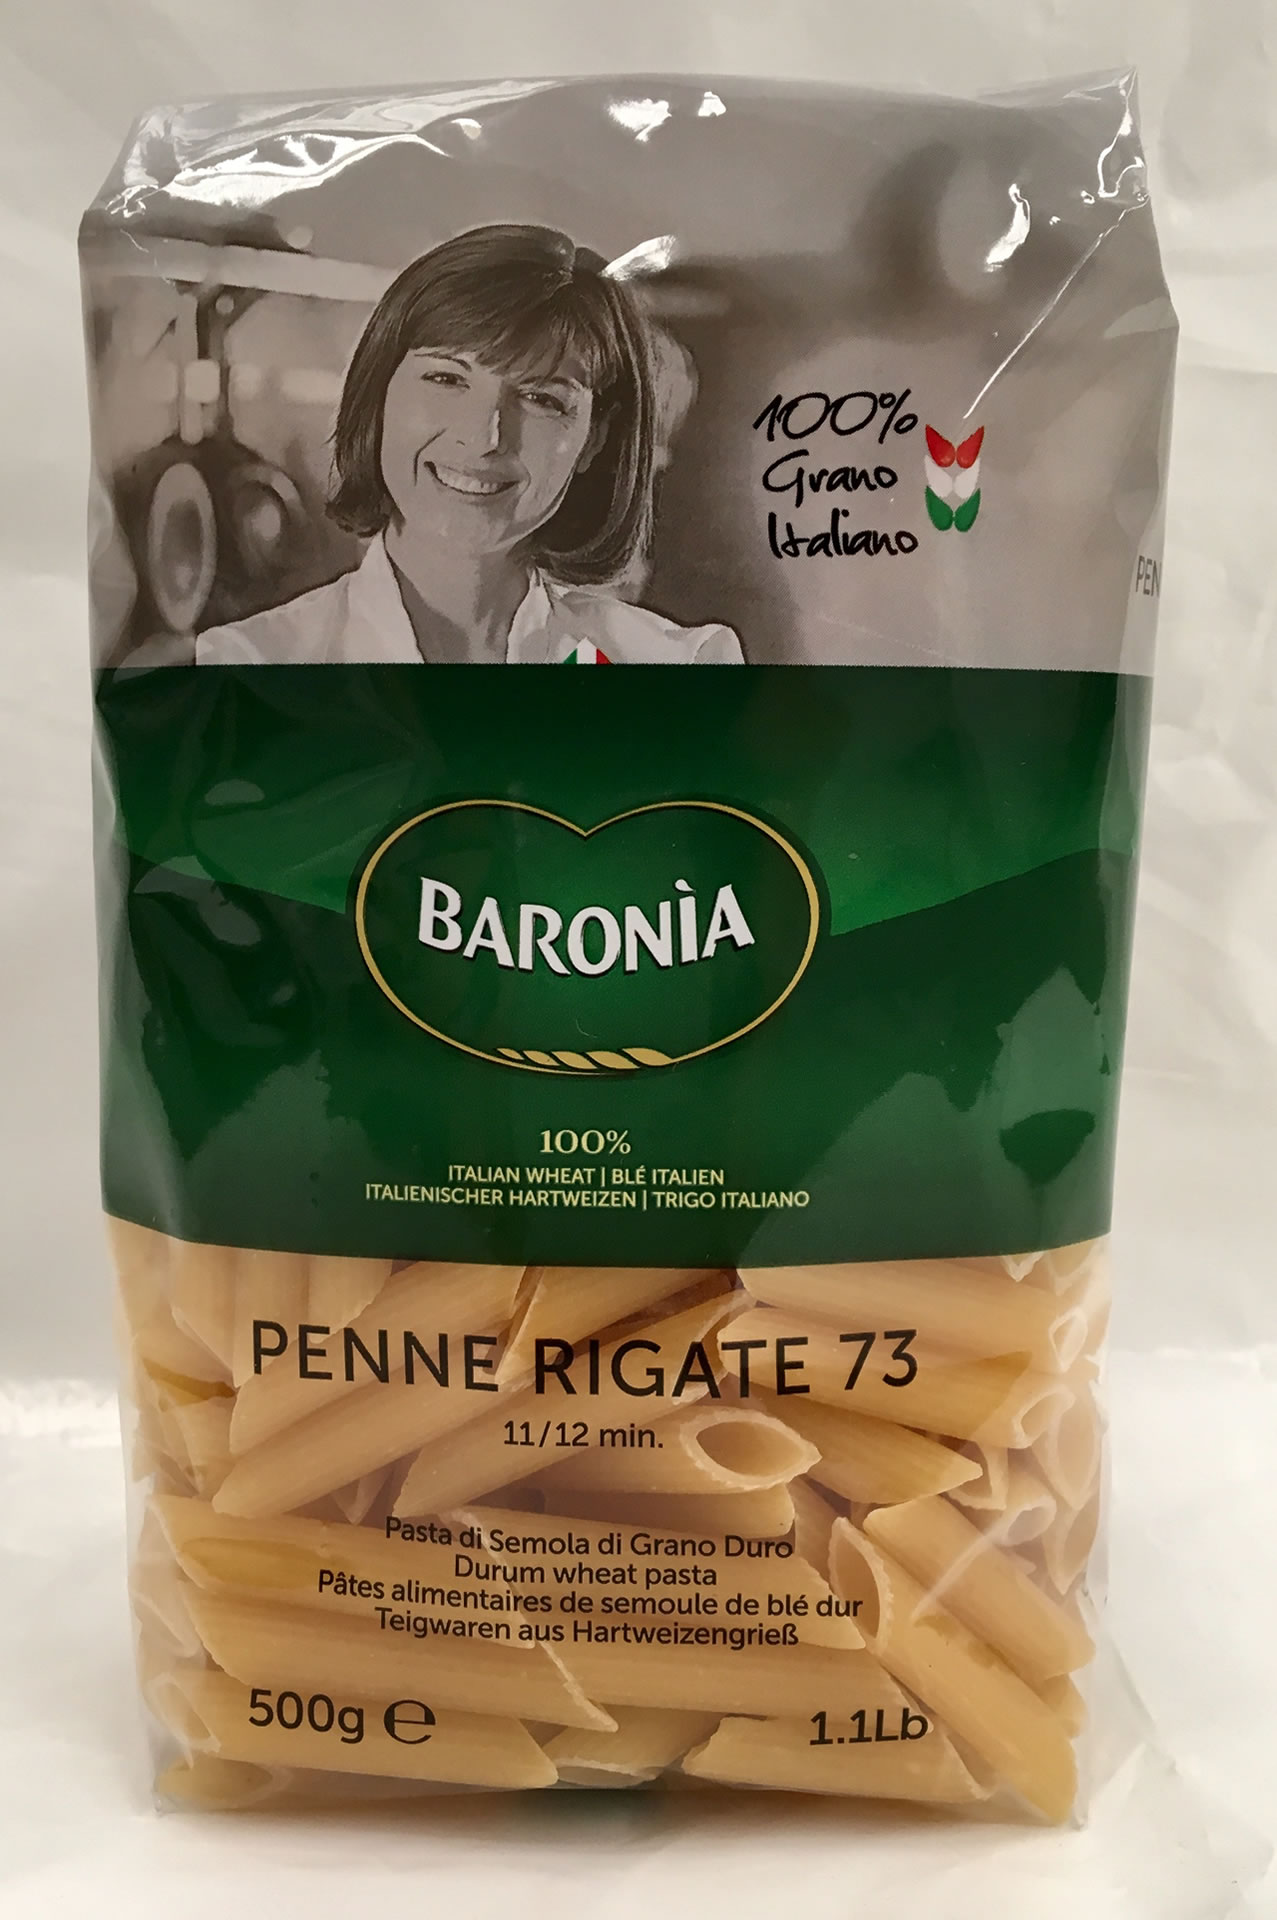 100%
Grano
Italiano
PEN
BARONÌA
100%
ITALIAN WHEAT | BLÉ ITALIEN
ITALIENISCHER HARTWEIZEN | TRIGO ITALIANO
PENNE RIGATE 73
11/12 min.
Pasta di Semola di Grano Duro
Durum wheat pasta
Pâtes alimentaires de semoule de blé dur
Teigwaren aus Hartweizengrieß
500g ℮
1.1Lb